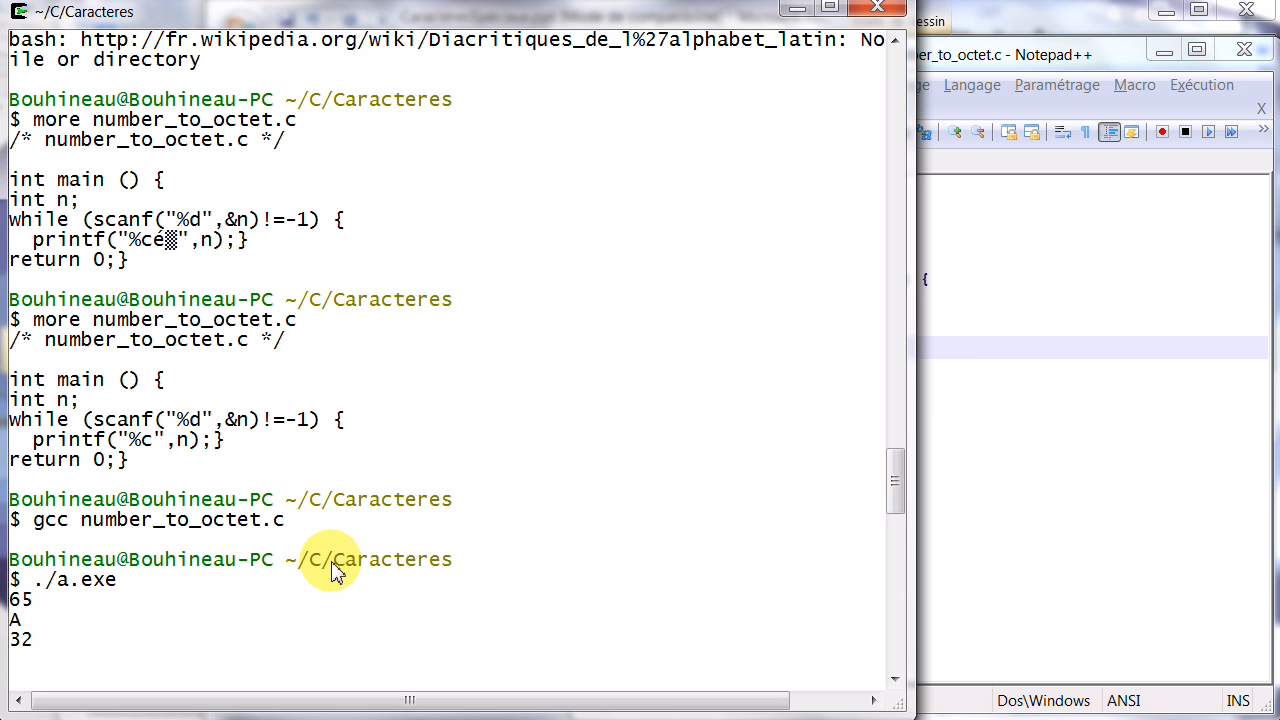 ~/C/Caracteres
bash: http://fr.wikipedia.org/wiki/Diacritiques_de_l%27alphabet_latin: No
ile or directory
Bouhineau@Bouhineau-PC ~/C/Caracteres
$ more number_to_octet.c
/* number_to_octet.c */
int main () {
int n;
while (scanf("%d",&n)!=-1) {
printf("%cé▒",n);}
return 0;}
Bouhineau@Bouhineau-PC ~/C/Caracteres
$ more number_to_octet.c
/* number_to_octet.c */
int main () {
int n;
while (scanf("%d",&n)!=-1) {
printf("%c",n);}
return 0;}
Bouhineau@Bouhineau-PC ~/C/Caracteres
$ gcc number_to_octet.c
Bouhineau@Bouhineau-PC ~/C/Caracteres
$ ./a.exe
65
A
32
essin
er_to_octet.c - Notepad++
ge Langage Paramétrage Macro Exécution
X
{
Dos\Windows ANSI INS